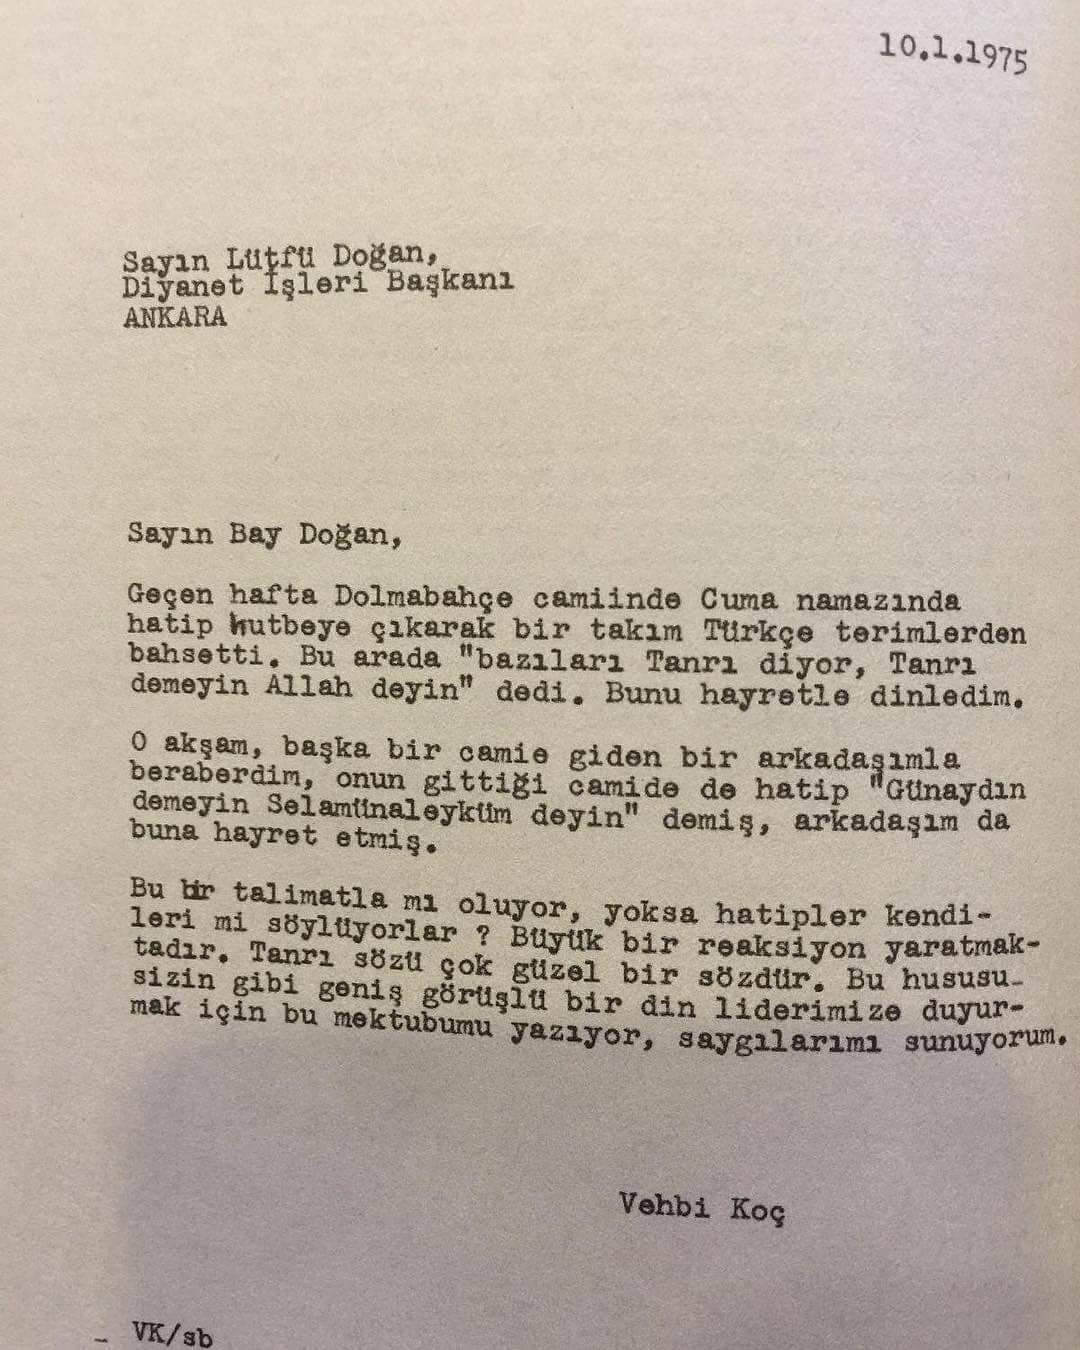 10.1.1975
Sayın Lütfü Doğan,
Diyanet İşleri Başkanı
ANKARA
Sayın Bay Doğan,
Geçen hafta Dolmabahçe camiinde Cuma namazında
hatip hutbeye çıkarak bir takım Türkçe terimlerden
bahsetti. Bu arada "bazıları Tanrı diyor, Tanrı
demeyin Allah deyin" dedi. Bunu hayretle dinledim.
O akşam, başka bir camie giden bir arkadaşımla
beraberdim, onun gittiği camide de hatip "Günaydın
demeyin Selamünaleyküm deyin" demiş, arkadaşım da
buna hayret etmiş.
Bu bir talimatla mı oluyor, yoksa hatipler kendi-
leri mi söylüyorlar ? Büyük bir reaksiyon yaratmak-
tadır. Tanrı sözü çok güzel bir sözdür. Bu hususu-
sizin gibi geniş görüşlü bir din liderimize duyur-
mak için bu mektubumu yazıyor, saygılarımı sunuyorum.
Vehbi Koç
_ VK/sb